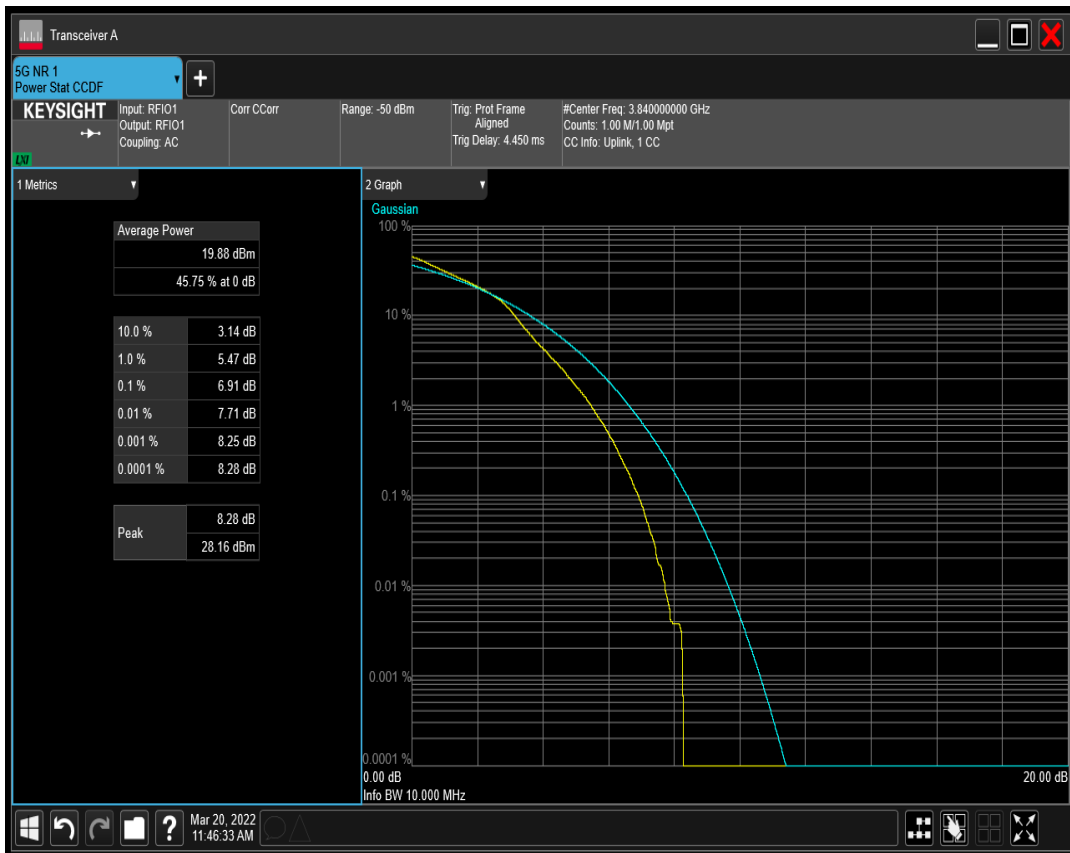 Transceiver A
5G NR 1
Power Stat CCDF
+
KEYSIGHT
LXI
Input: RFIO1
Output: RFIO1
Coupling: AC
Corr CCorr
Range: -50 dBm
Trig: Prot Frame
Aligned
Trig Delay: 4.450 ms
#Center Freq: 3.840000000 GHz
Counts: 1.00 M/1.00 Mpt
CC Info: Uplink, 1 CC
1 Metrics
Average Power
19.88 dBm
45.75 % at 0 dB
10.0 % 3.14 dB
1.0 % 5.47 dB
0.1 % 6.91 dB
0.01 % 7.71 dB
0.001 % 8.25 dB
0.0001 % 8.28 dB
Peak
8.28 dB
28.16 dBm
2 Graph
Gaussian
100 %
10 %
1 %
0.1 %
0.01 %
0.001 %
0.0001 %
0.00 dB 20.00 dB
Info BW 10.000 MHz
?
Mar 20, 2022
11:46:33 AM